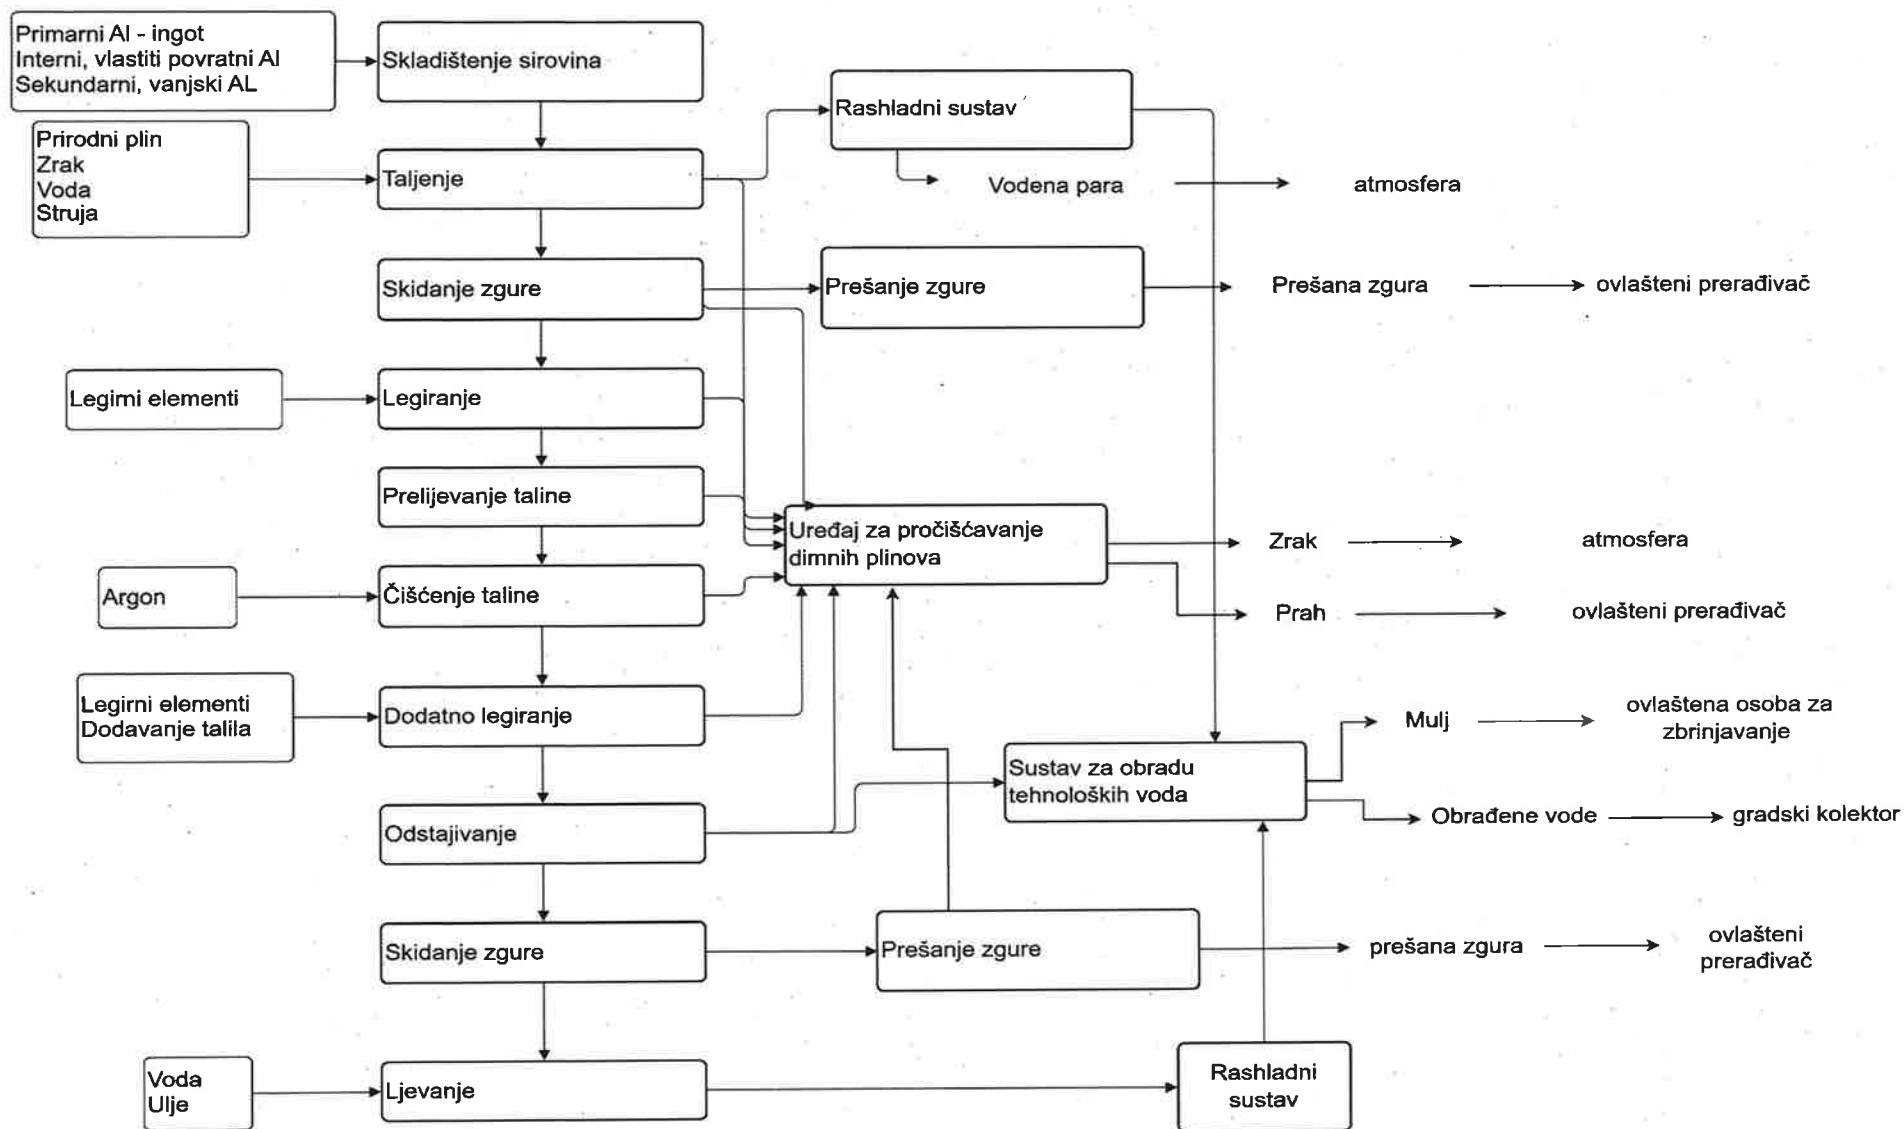 Primarni Al - ingot
Interni, vlastiti povratni Al
Sekundarni, vanjski AL
Skladištenje sirovina
Rashladni sustav
Prirodni plin
Zrak
Voda
Struja
Taljenje
Vodena para
atmosfera
Skidanje zgure
Prešanje zgure
Prešana zgura
ovlašteni prerađivač
Legirni elementi
Legiranje
Prelijevanje taline
Uređaj za pročišćavanje
dimnih plinova
Zrak
atmosfera
Argon
Čišćenje taline
Prah
ovlašteni prerađivač
Legirni elementi
Dodavanje talila
Dodatno legiranje
Mulj
ovlaštena osoba za
zbrinjavanje
Sustav za obradu
tehnoloških voda
Obrađene vode
gradski kolektor
Odstajivanje
Skidanje zgure
Prešanje zgure
prešana zgura
ovlašteni
prerađivač
Voda
Ulje
Ljevanje
Rashladni
sustav